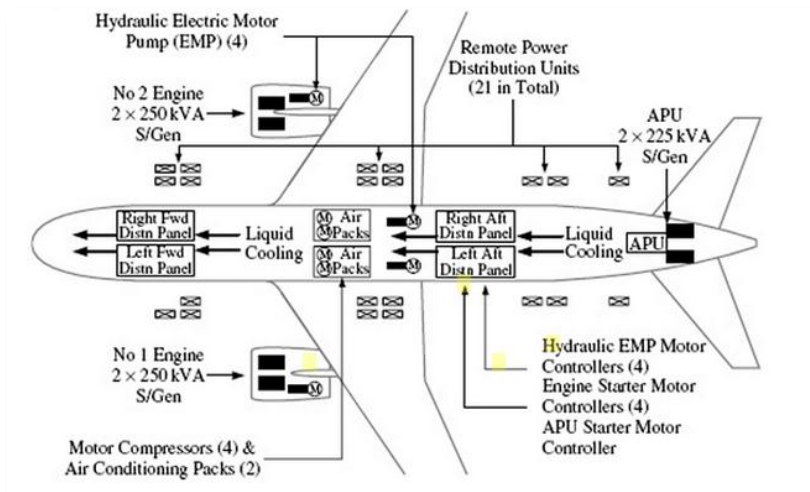 Hydraulic Electric Motor
Pump (EMP) (4)
Remote Power
Distribution Units
(21 in Total)
No 2 Engine
2 × 250 kVA
S/Gen
M
APU
2 × 225 kVA
S/Gen
Right Fwd
Distn Panel
Left Fwd
Distn Panel
Liquid
Cooling
M Air
M Packs
M Air
M Packs
M
M
Right Aft
Distn Panel
Left Aft
Distn Panel
Liquid
Cooling
APU
No 1 Engine
2 × 250 kVA
S/Gen
M
Hydraulic EMP Motor
Controllers (4)
Engine Starter Motor
Controllers (4)
APU Starter Motor
Controller
Motor Compressors (4) &
Air Conditioning Packs (2)